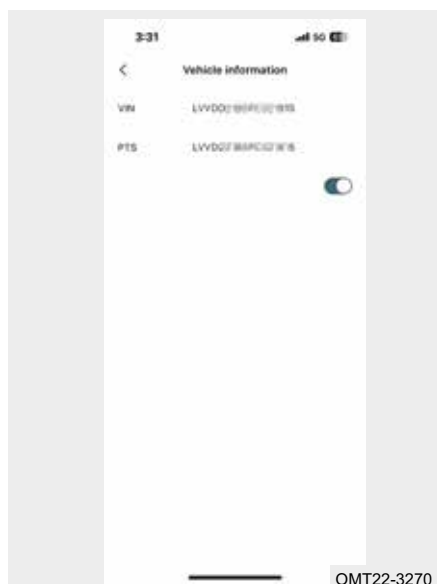 3:31 5G
Vehicle information
VIN
PTS
OMT22-3270